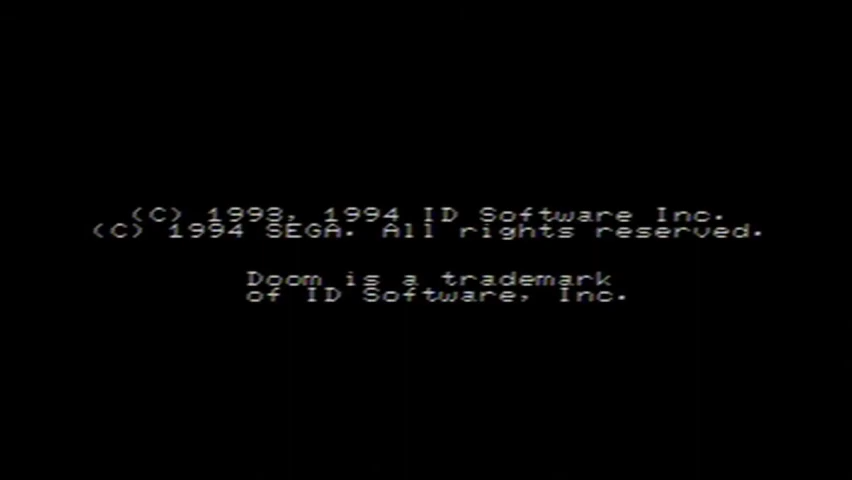 (C) 1993, 1994 ID Software Inc.
(C) 1994 SEGA. All rights reserved.
Doom is a trademark
of ID Software, Inc.